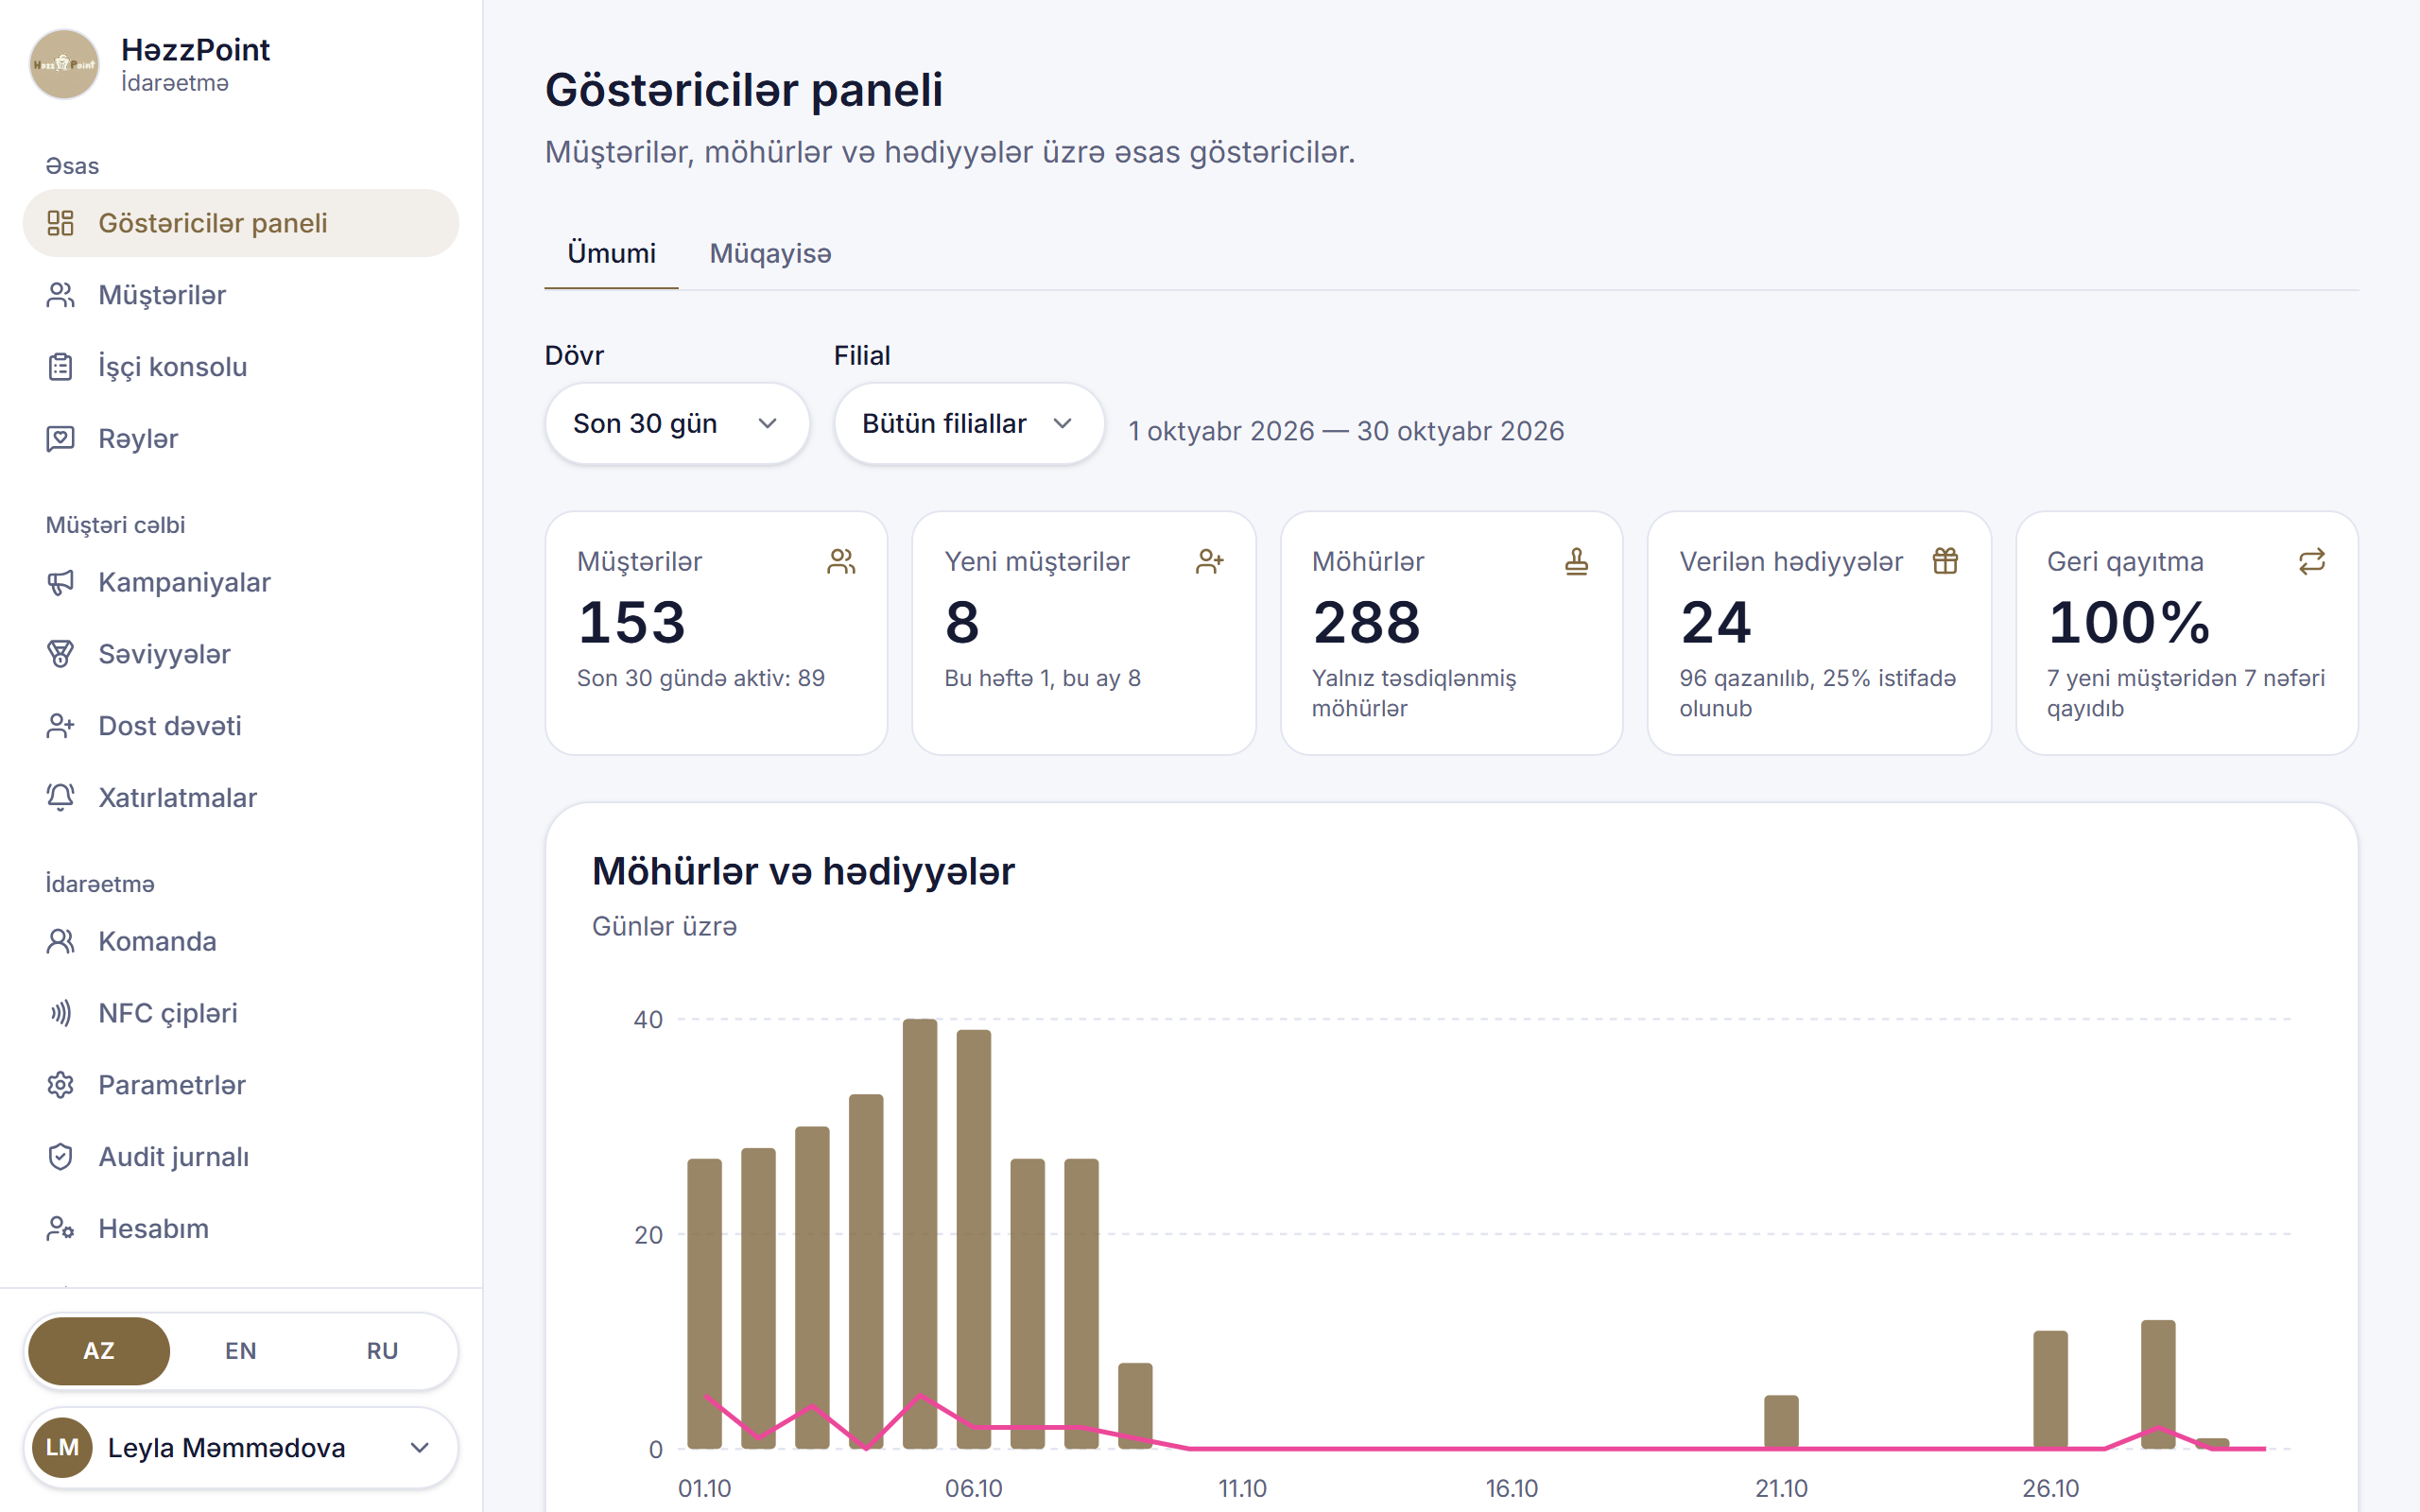 Həzz Point
HəzzPoint
İdarəetmə
Əsas
Göstəricilər paneli
Müştərilər
İşçi konsolu
Rəylər
Müştəri cəlbi
Kampaniyalar
Səviyyələr
Dost dəvəti
Xatırlatmalar
İdarəetmə
Komanda
NFC çipləri
Parametrlər
Audit jurnalı
Hesabım
AZ EN RU
LM Leyla Məmmədova
Göstəricilər paneli
Müştərilər, möhürlər və hədiyyələr üzrə əsas göstəricilər.
Ümumi Müqayisə
Dövr Filial
Son 30 gün Bütün filiallar 1 oktyabr 2026 — 30 oktyabr 2026
Müştərilər
153
Son 30 gündə aktiv: 89
Yeni müştərilər
8
Bu həftə 1, bu ay 8
Möhürlər
288
Yalnız təsdiqlənmiş
möhürlər
Verilən hədiyyələr
24
96 qazanılıb, 25% istifadə
olunub
Geri qayıtma
100%
7 yeni müştəridən 7 nəfəri
qayıdıb
Möhürlər və hədiyyələr
Günlər üzrə
40
20
0
01.10 06.10 11.10 16.10 21.10 26.10